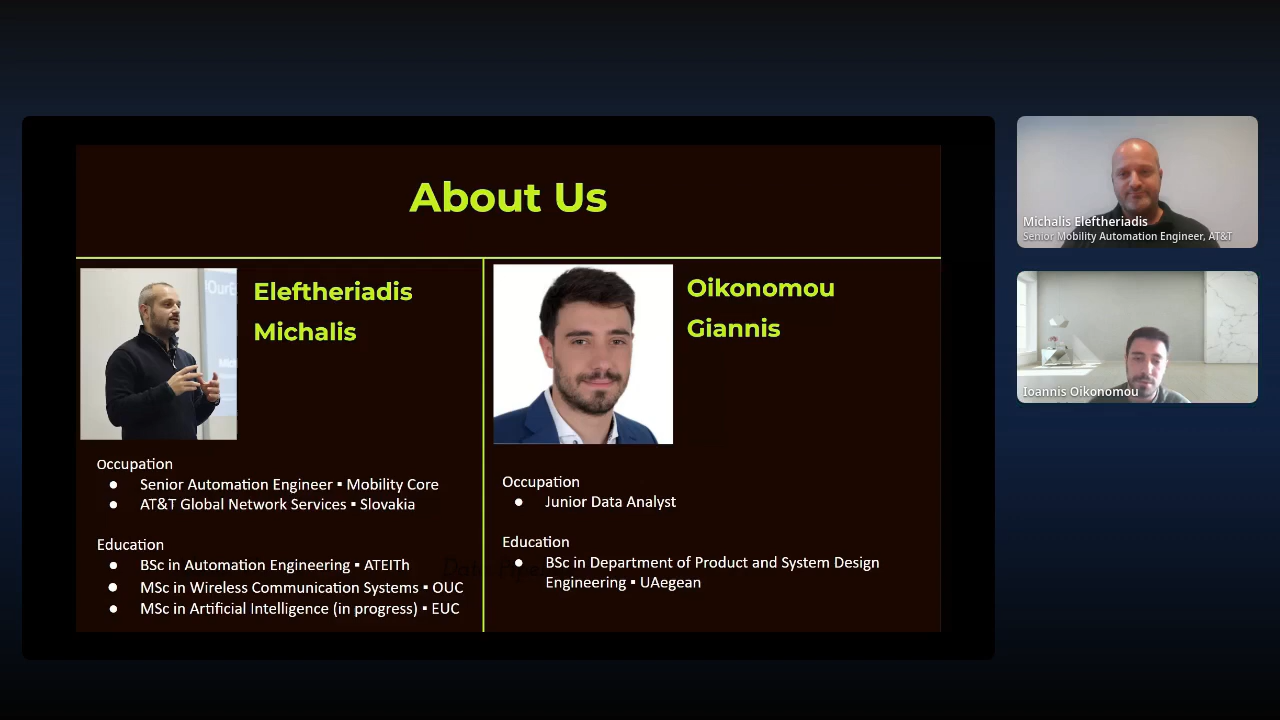 About Us
Eleftheriadis
Michalis
Occupation
● Senior Automation Engineer ▪ Mobility Core
● AT&T Global Network Services ▪ Slovakia
Education
● BSc in Automation Engineering ▪ ATEITh
● MSc in Wireless Communication Systems ▪ OUC
● MSc in Artificial Intelligence (in progress) ▪ EUC
Oikonomou
Giannis
Occupation
● Junior Data Analyst
Education
● BSc in Department of Product and System Design
Engineering ▪ UAegean
Michalis Eleftheriadis
Senior Mobility Automation Engineer, AT&T
Ioannis Oikonomou